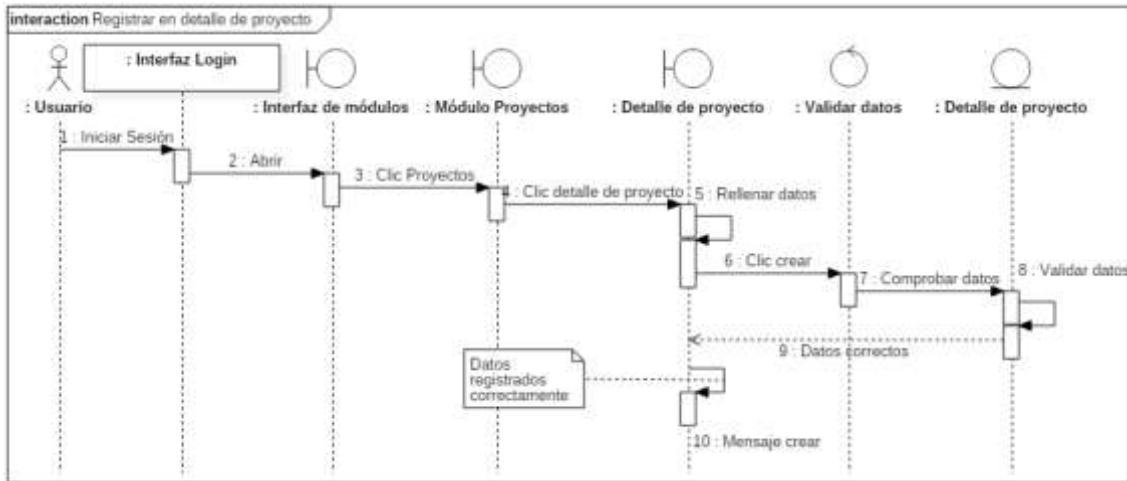 interaction Registrar en detalle de proyecto
: Interfaz Login
: Usuario
: Interfaz de módulos
: Módulo Proyectos
: Detalle de proyecto
: Validar datos
: Detalle de proyecto
1 : Iniciar Sesión
2 : Abrir
3 : Clic Proyectos
4 : Clic detalle de proyecto
5 : Rellenar datos
6 : Clic crear
7 : Comprobar datos
8 : Validar datos
9 : Datos correctos
Datos
registrados
correctamente
10 : Mensaje crear